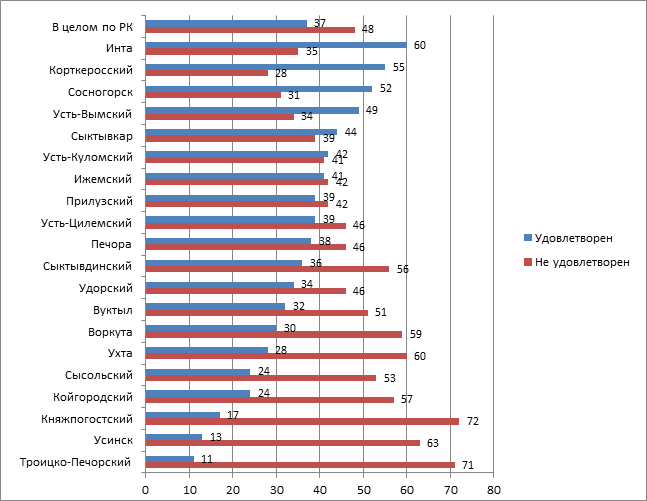 В целом по РК 37 48
Инта 60 35
Корткеросский 55 28
Сосногорск 52 31
Усть-Вымский 49 34
Сыктывкар 44 39
Усть-Куломский 42 41
Ижемский 41 42
Прилузский 39 42
Усть-Цилемский 39 46
Печора 38 46
Сыктывдинский 36 56
Удорский 34 46
Вуктыл 32 51
Воркута 30 59
Ухта 28 60
Сысольский 24 53
Койгородский 24 57
Княжпогостский 17 72
Усинск 13 63
Троицко-Печорский 11 71
0 10 20 30 40 50 60 70 80
Удовлетворен
Не удовлетворен